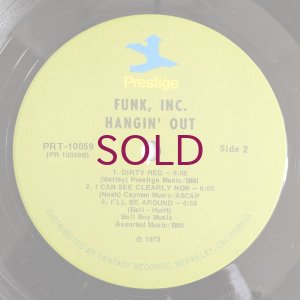 Prestige
FUNK, INC.
HANGIN' OUT
PRT-10059
(PR 10059B)
Side 2
SOLD
1. DIRTY RED — 6:05
(Watley) Prestige Music/BMI
2. I CAN SEE CLEARLY NOW — 6:00
(Nash) Cayman Music/ASCAP
3. I'LL BE AROUND — 4:55
(Bell - Hurtt)
Bell Boy Music -
Assorted Music/BMI
℗ 1973
DISTRIBUTED BY FANTASY RECORDS, BERKELEY, CALIFORNIA